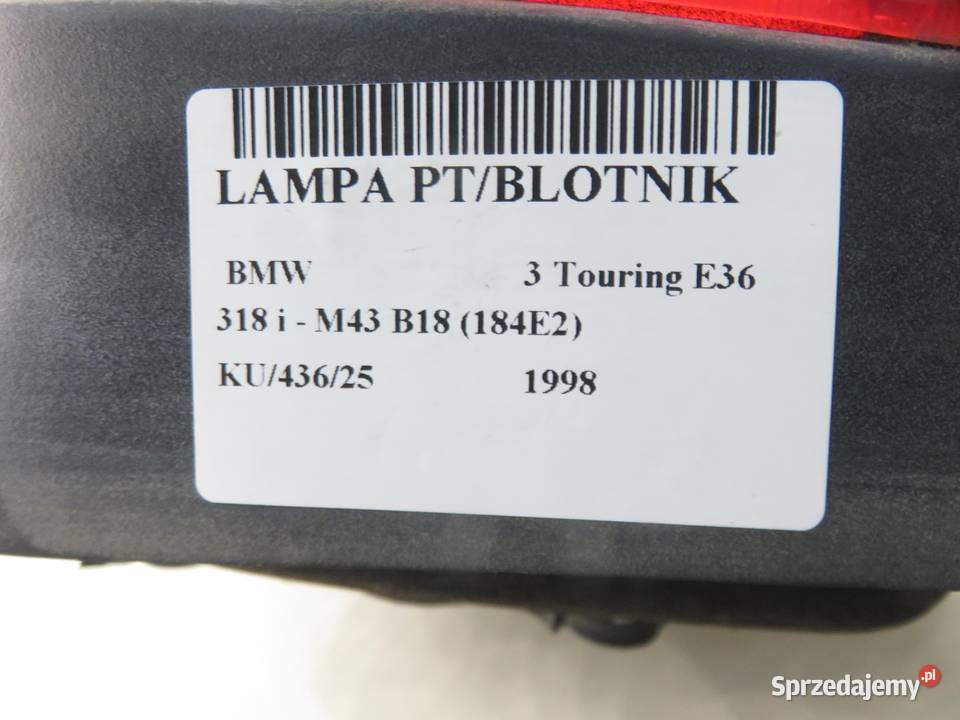 LAMPA PT/BLOTNIK
BMW 3 Touring E36
318 i - M43 B18 (184E2)
KU/436/25 1998
Sprzedajemy.pl